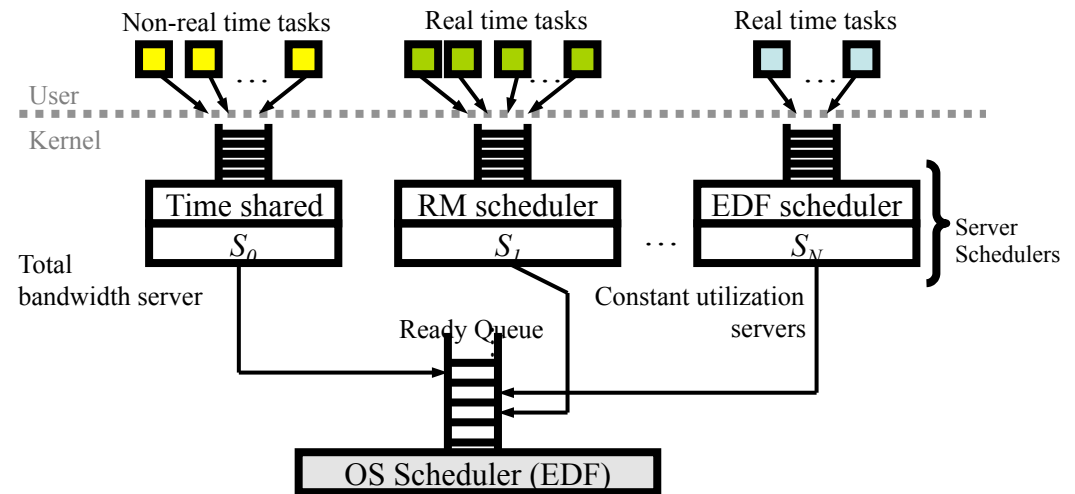 Non-real time tasks
Real time tasks
Real time tasks
...
...
...
User
Kernel
Time shared
RM scheduler
EDF scheduler
S0
S1
...
SN
Server
Schedulers
Total
bandwidth server
Constant utilization
servers
Ready Queue
OS Scheduler (EDF)